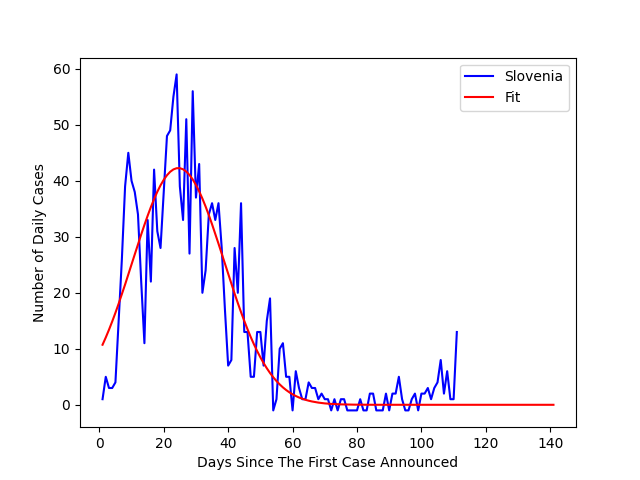 Slovenia
Fit
60
50
40
30
20
10
0
Number of Daily Cases
0 20 40 60 80 100 120 140
Days Since The First Case Announced